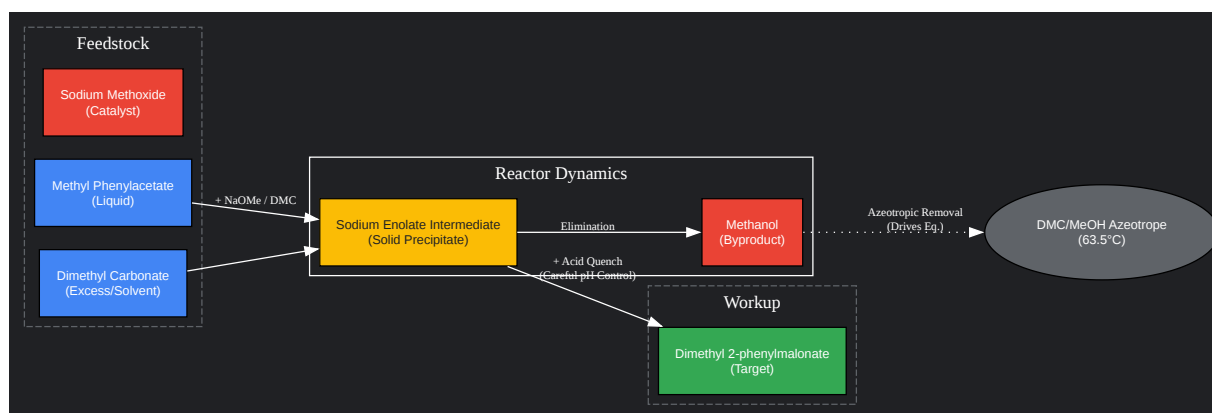 Feedstock
Sodium Methoxide
(Catalyst)
Methyl Phenylacetate
(Liquid)
Dimethyl Carbonate
(Excess/Solvent)
+ NaOMe / DMC
Reactor Dynamics
Sodium Enolate Intermediate
(Solid Precipitate)
Elimination
Methanol
(Byproduct)
Azeotropic Removal
(Drives Eq.)
DMC/MeOH Azeotrope
(63.5°C)
+ Acid Quench
(Careful pH Control)
Workup
Dimethyl 2-phenylmalonate
(Target)